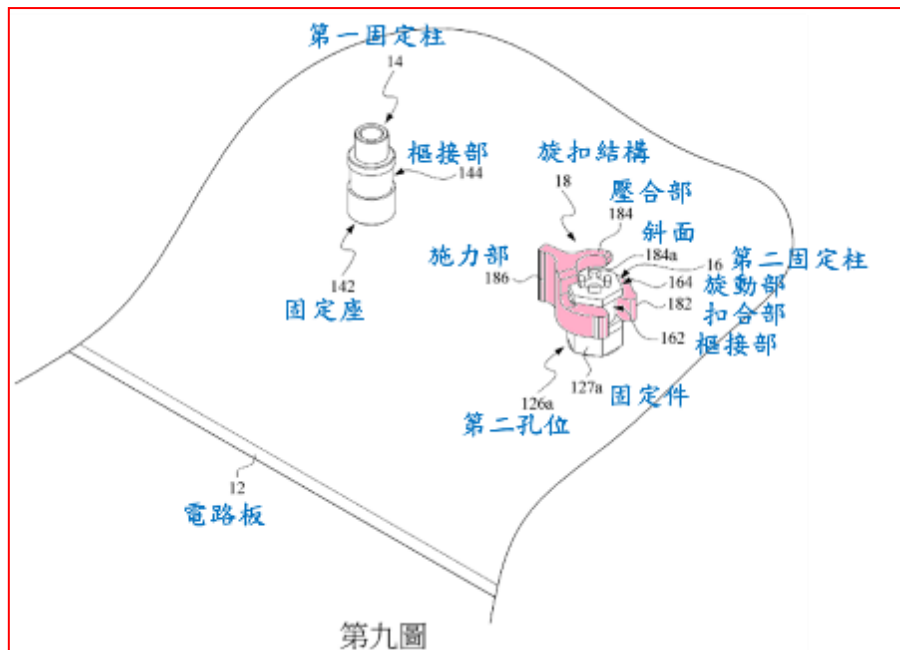 第一固定柱
14
樞接部
144
旋扣結構
18
壓合部
184
斜面
184a
施力部
186
16
第二固定柱
164
旋動部
182
扣合部
162
樞接部
142
固定座
127a
固定件
126a
第二孔位
12
電路板
第九圖